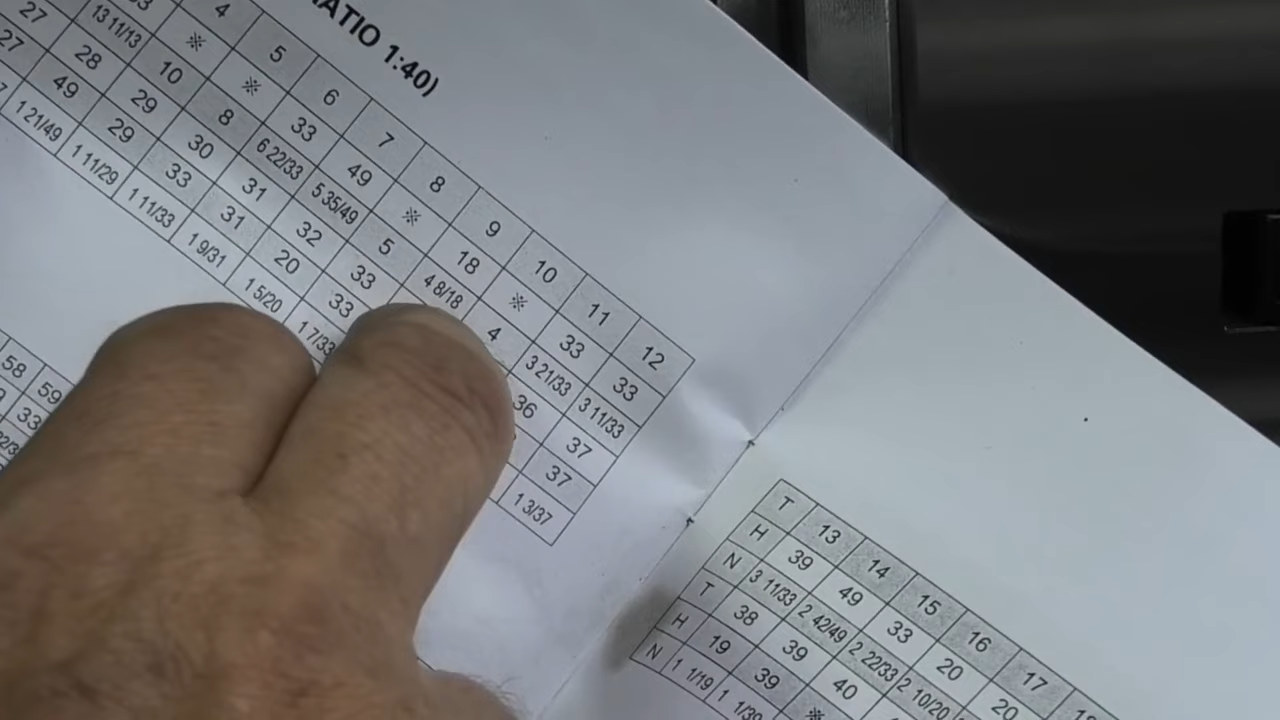 ATIO 1:40)
4 5 6 7 8 9 10 11 12
※ ※ 33 49 ※ 18 ※ 33 33
13 11/13 10 8 6 22/33 5 35/49 5 4 8/18 4 3 21/33 3 11/33
27 28 29 30 31 32 33 36 37
27 49 29 33 31 20 33 37
1 21/49 1 11/29 1 11/33 1 9/31 1 5/20 1 7/33 1 3/37
58 59
33
T 13 14 15 16 17
H 39 49 33 20 20
N 3 11/33 2 42/49 2 22/33 2 10/20
T 38 39 40
H 19 39 ※
N 1 1/19